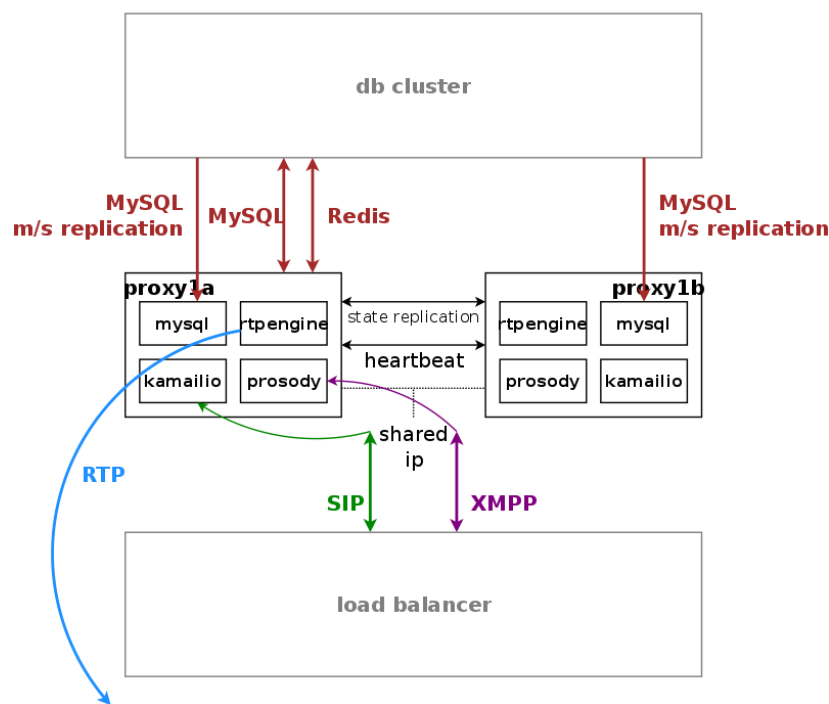 db cluster
MySQL
m/s replication
MySQL
Redis
MySQL
m/s replication
proxy1a
mysql
rtpengine
kamailio
prosody
state replication
heartbeat
proxy1b
rtpengine
mysql
prosody
kamailio
shared
ip
RTP
SIP
XMPP
load balancer